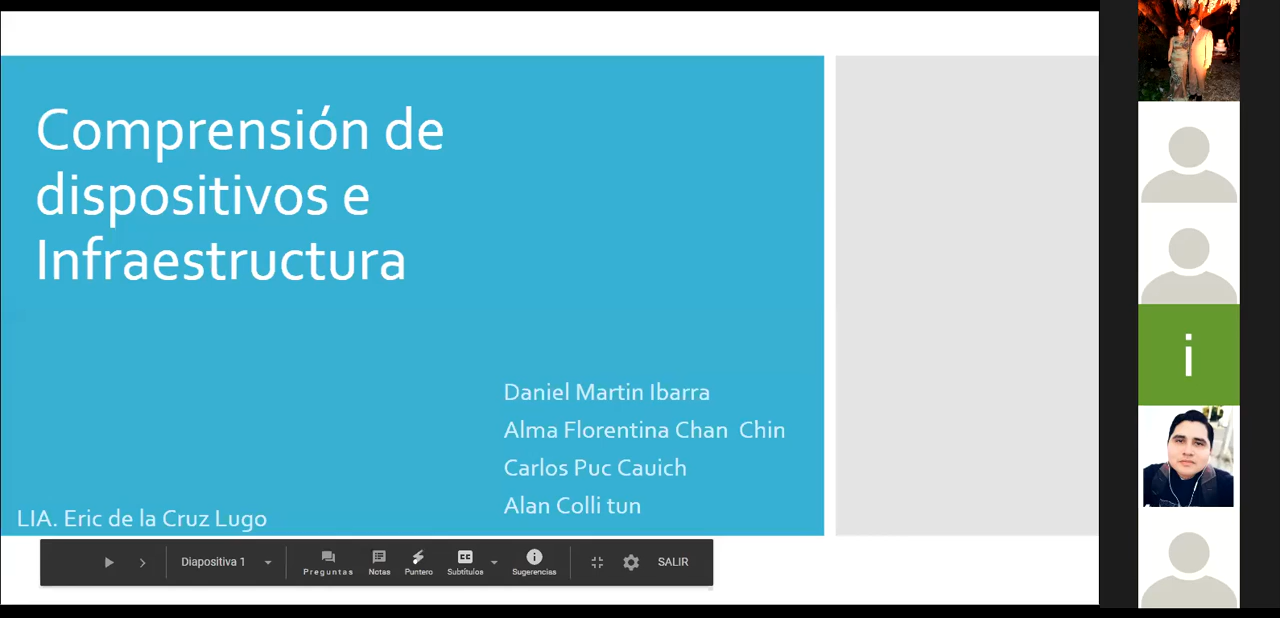 Comprensión de
dispositivos e
Infraestructura
Daniel Martin Ibarra
Alma Florentina Chan  Chin
Carlos Puc Cauich
Alan Colli tun
LIA. Eric de la Cruz Lugo
Diapositiva 1
Preguntas
Notas
Puntero
Subtítulos
Sugerencias
SALIR
i